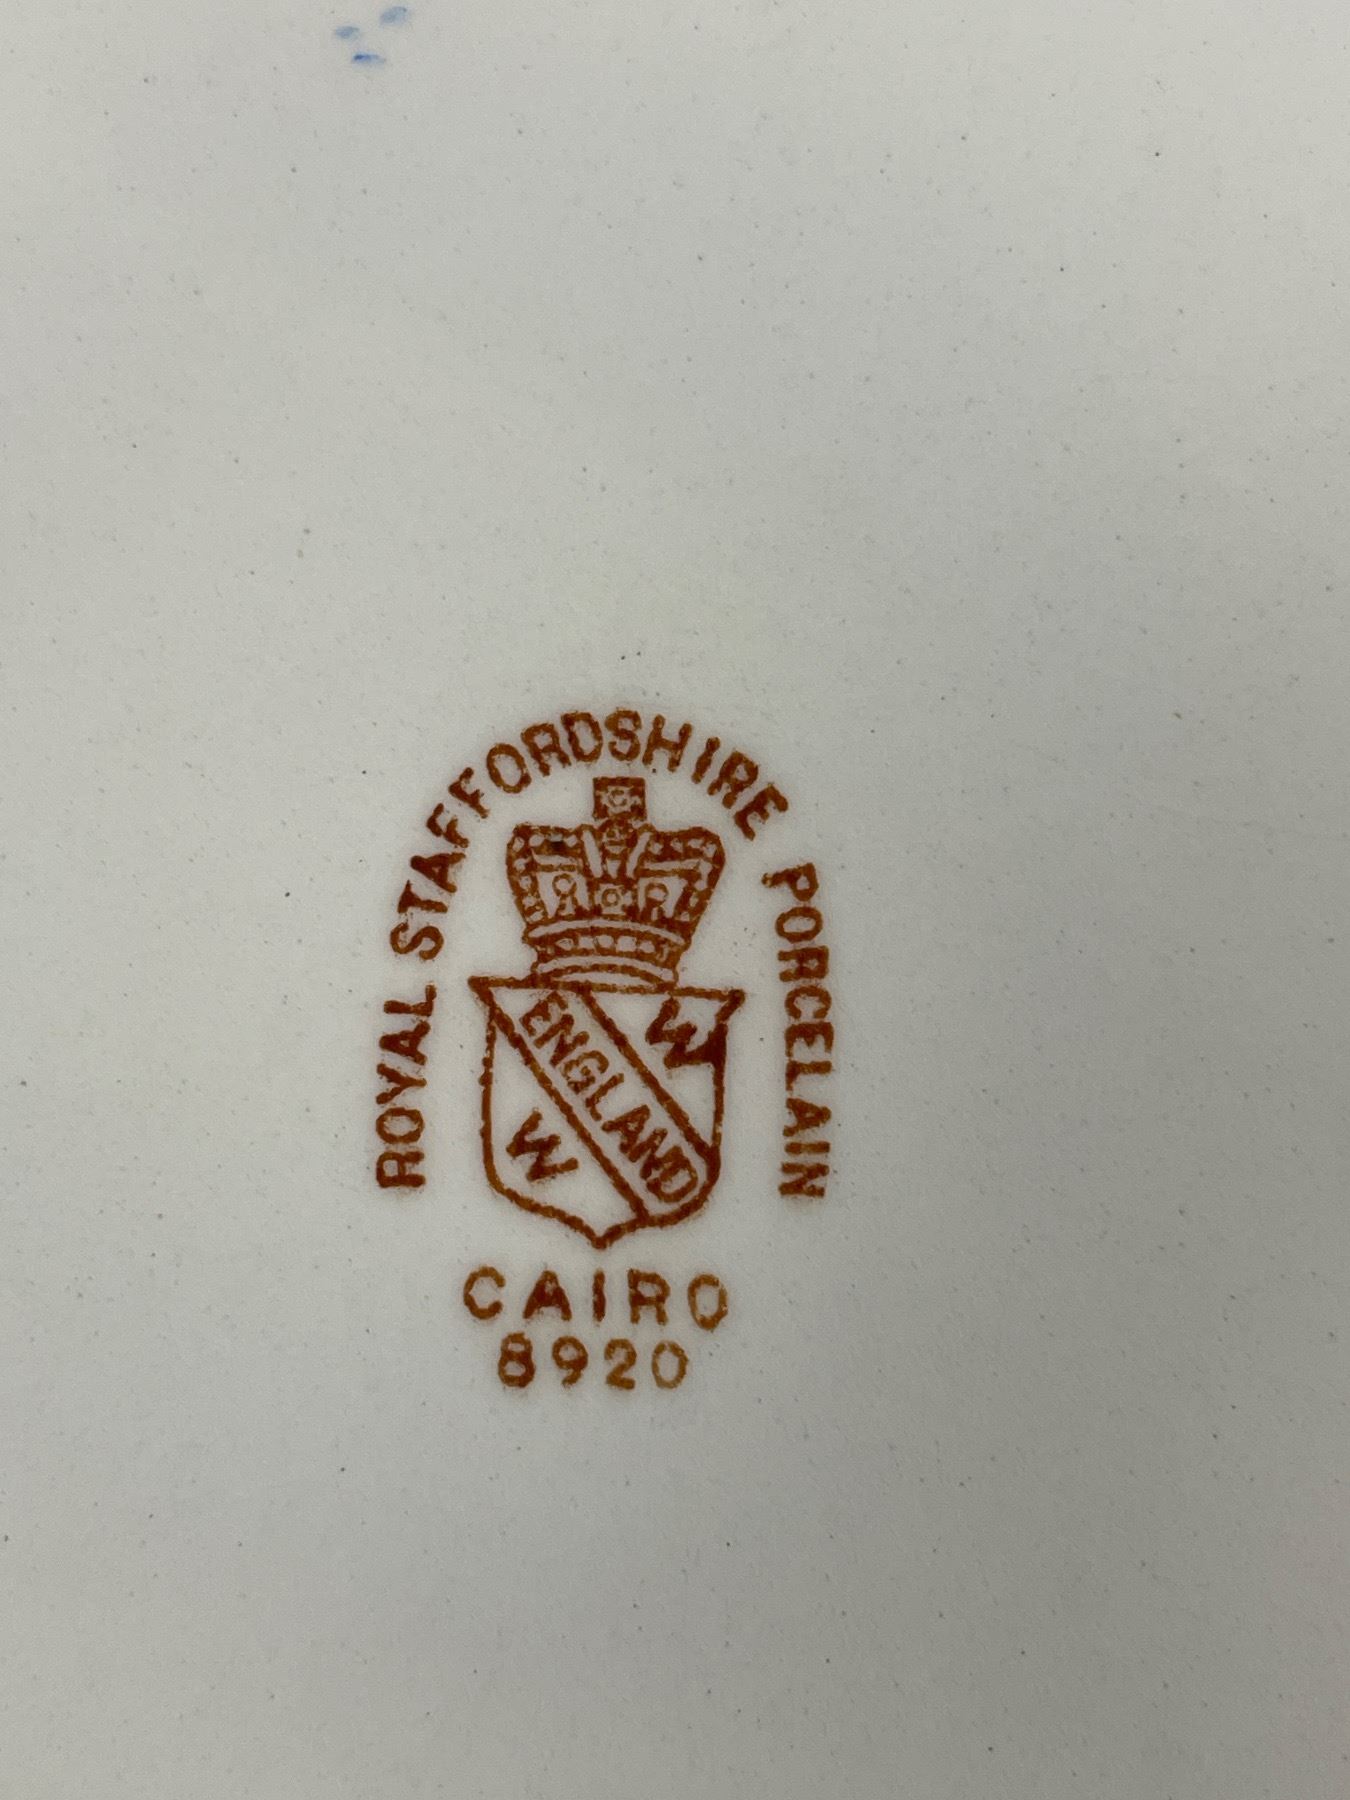 ROYAL STAFFORDSHIRE PORCELAIN
W
ENGLAND
W
CAIRO
8920